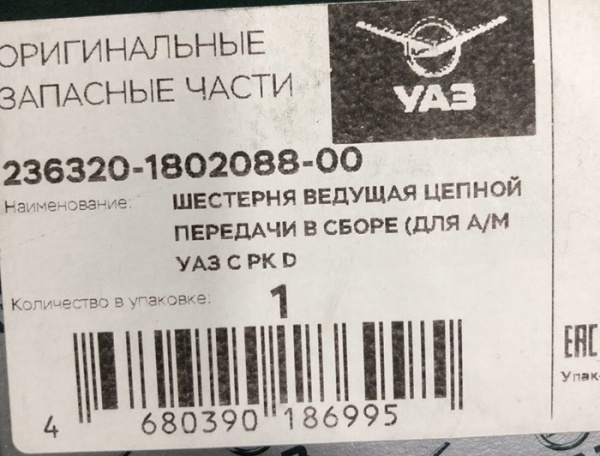 ОРИГИНАЛЬНЫЕ
ЗАПАСНЫЕ ЧАСТИ
УАЗ
236320-1802088-00
Наименование: ШЕСТЕРНЯ ВЕДУЩАЯ ЦЕПНОЙ
ПЕРЕДАЧИ В СБОРЕ (ДЛЯ А/М
УАЗ С РК D
Количество в упаковке: 1
EAC
Упак
4 680390 186995